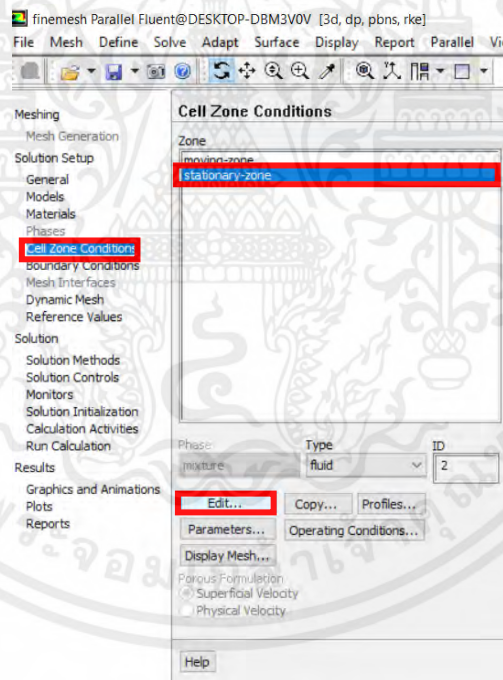 finemesh Parallel Fluent@DESKTOP-DBM3V0V [3d, dp, pbns, rke]
File Mesh Define Solve Adapt Surface Display Report Parallel Vi
Meshing
Mesh Generation
Solution Setup
General
Models
Materials
Phases
Cell Zone Conditions
Boundary Conditions
Mesh Interfaces
Dynamic Mesh
Reference Values
Solution
Solution Methods
Solution Controls
Monitors
Solution Initialization
Calculation Activities
Run Calculation
Results
Graphics and Animations
Plots
Reports
Cell Zone Conditions
Zone
moving-zone
stationary-zone
Phase Type ID
mixture fluid 2
Edit... Copy... Profiles...
Parameters... Operating Conditions...
Display Mesh...
Porous Formulation
Superficial Velocity
Physical Velocity
Help